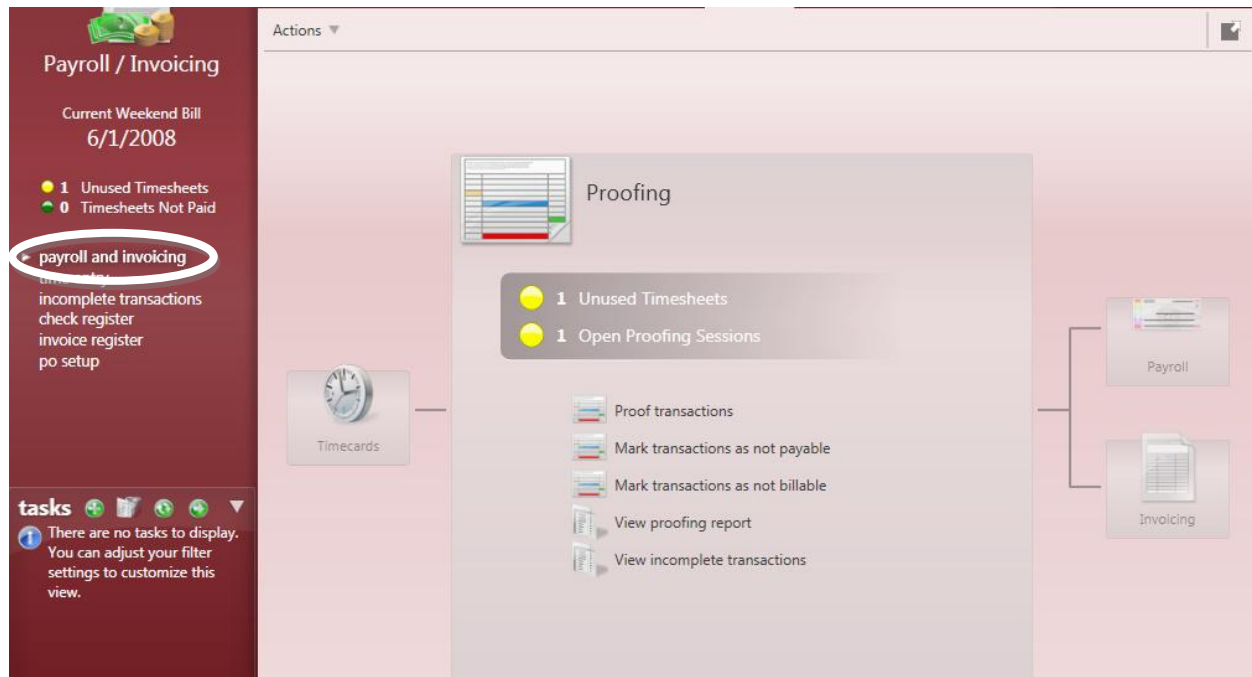 Payroll / Invoicing
Current Weekend Bill
6/1/2008
1 Unused Timesheets
0 Timesheets Not Paid
payroll and invoicing
time entry
incomplete transactions
check register
invoice register
po setup
tasks
There are no tasks to display.
You can adjust your filter
settings to customize this
view.
Actions
Proofing
1 Unused Timesheets
1 Open Proofing Sessions
Proof transactions
Mark transactions as not payable
Mark transactions as not billable
View proofing report
View incomplete transactions
Timecards
Payroll
Invoicing